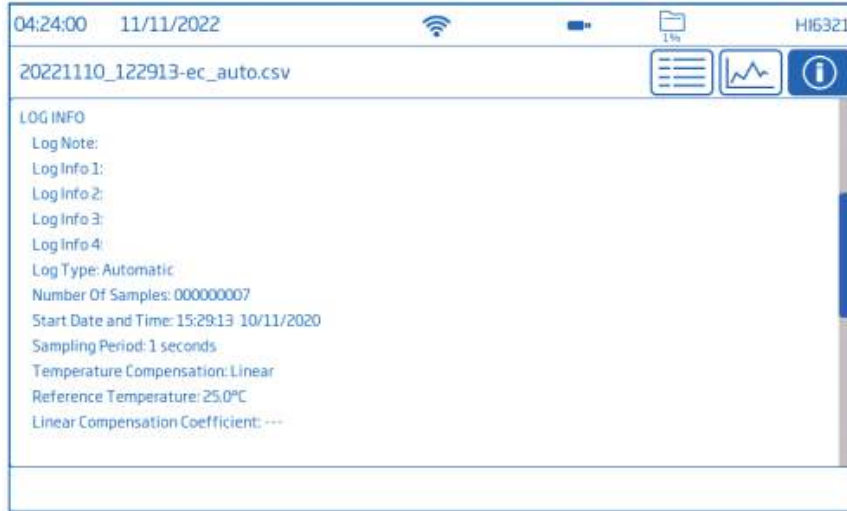 04:24:00 11/11/2022 1% HI6321
20221110_122913-ec_auto.csv
LOG INFO
Log Note:
Log Info 1:
Log Info 2:
Log Info 3:
Log Info 4:
Log Type: Automatic
Number Of Samples: 000000007
Start Date and Time: 15:29:13 10/11/2020
Sampling Period: 1 seconds
Temperature Compensation: Linear
Reference Temperature: 25.0°C
Linear Compensation Coefficient: ---